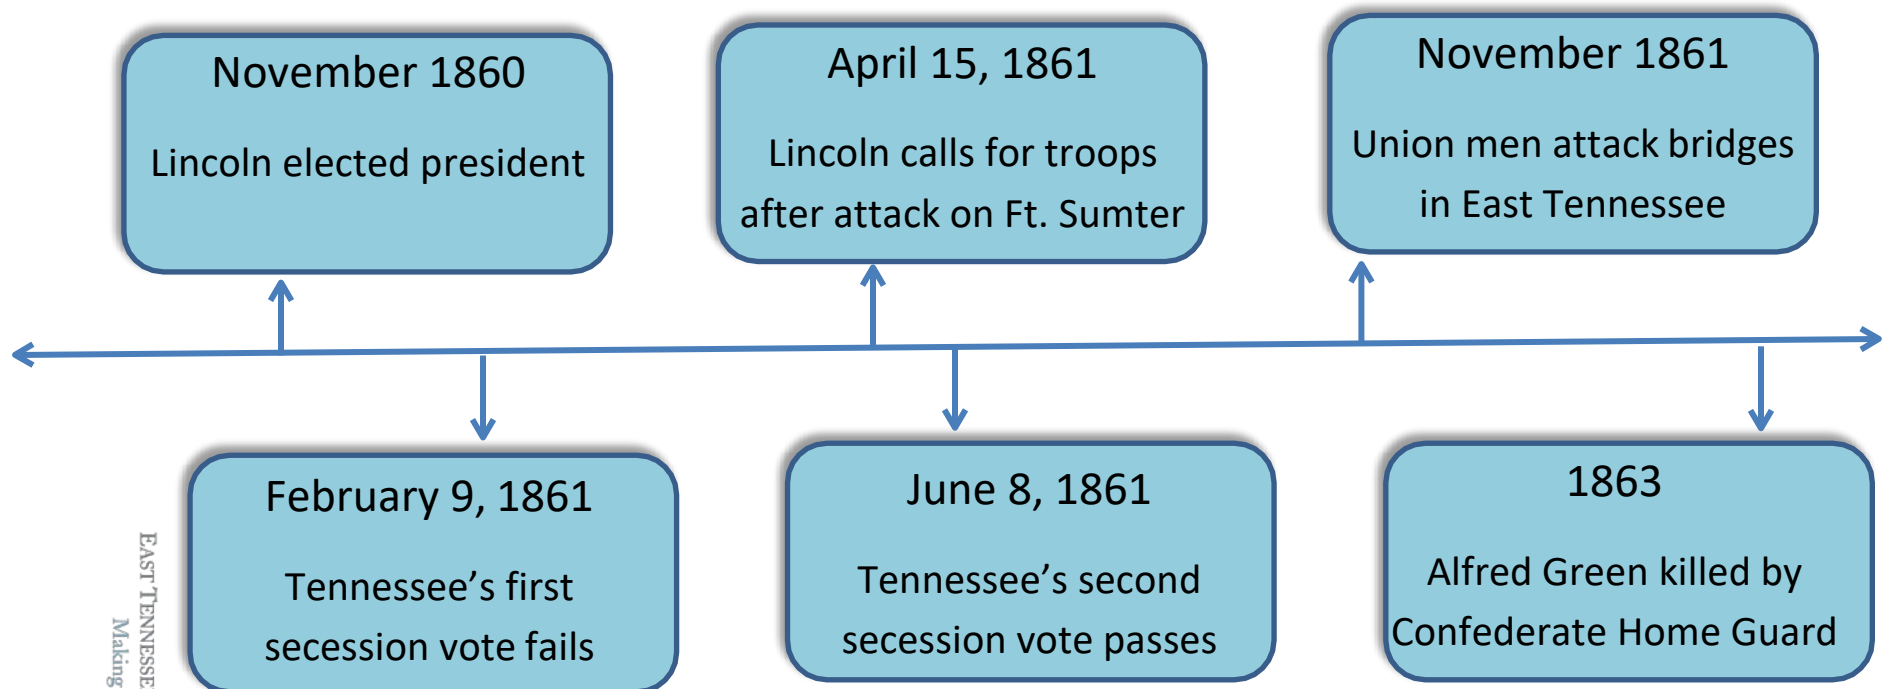 November 1860
Lincoln elected president
February 9, 1861
Tennessee’s first
secession vote fails
April 15, 1861
Lincoln calls for troops
after attack on Ft. Sumter
June 8, 1861
Tennessee’s second
secession vote passes
November 1861
Union men attack bridges
in East Tennessee
1863
Alfred Green killed by
Confederate Home Guard
Making